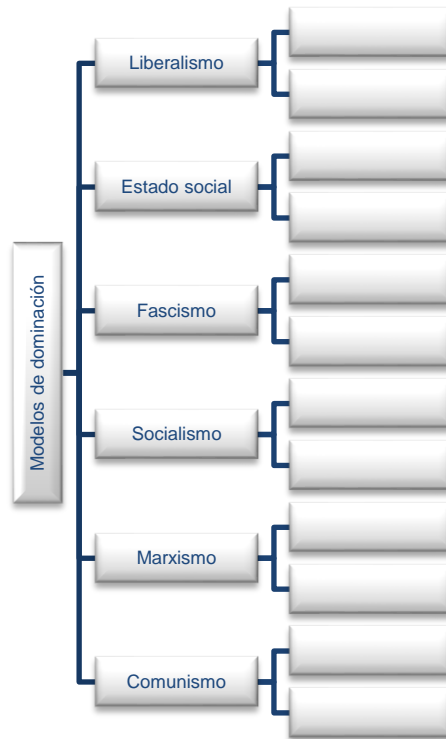 Modelos de dominación
Liberalismo
Estado social
Fascismo
Socialismo
Marxismo
Comunismo